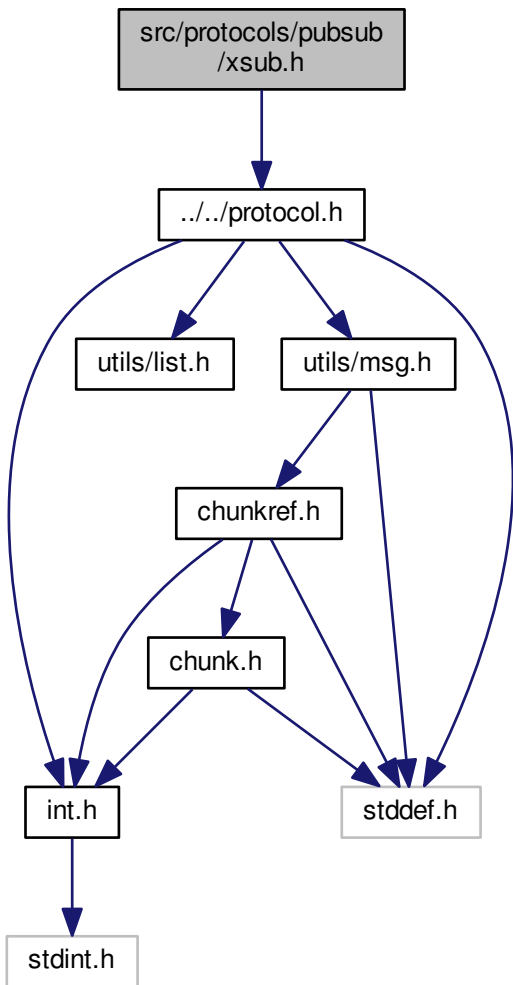 src/protocols/pubsub
/xsub.h
../../protocol.h
utils/list.h
utils/msg.h
chunkref.h
chunk.h
int.h
stddef.h
stdint.h